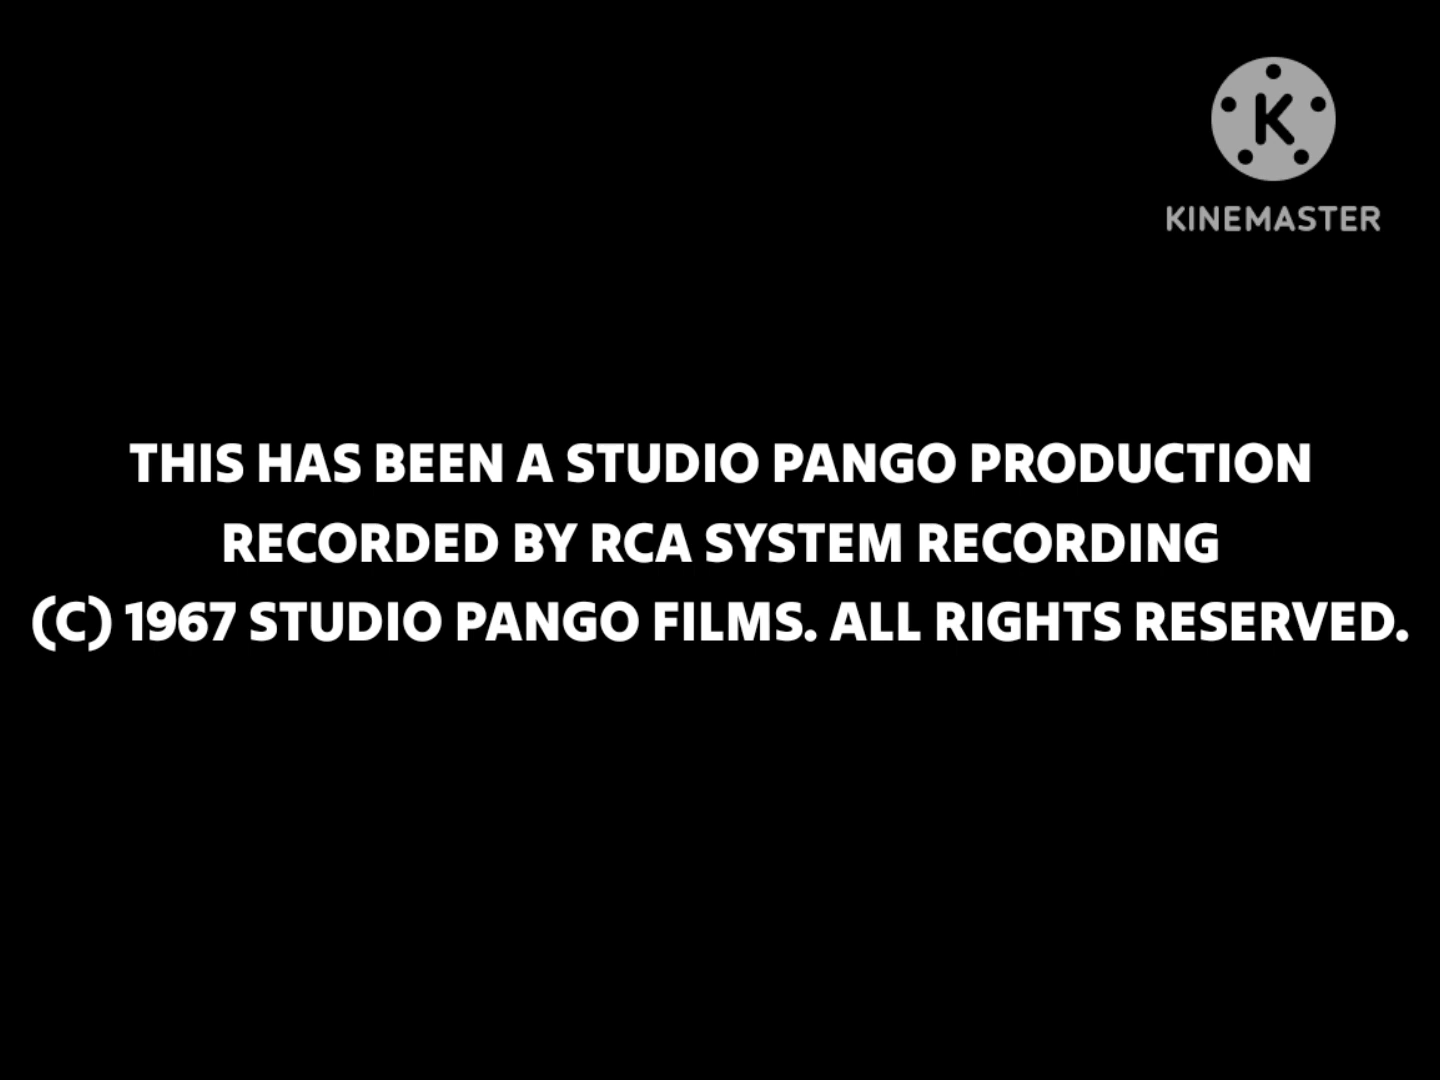 K
KINEMASTER
THIS HAS BEEN A STUDIO PANGO PRODUCTION
RECORDED BY RCA SYSTEM RECORDING
(C) 1967 STUDIO PANGO FILMS. ALL RIGHTS RESERVED.